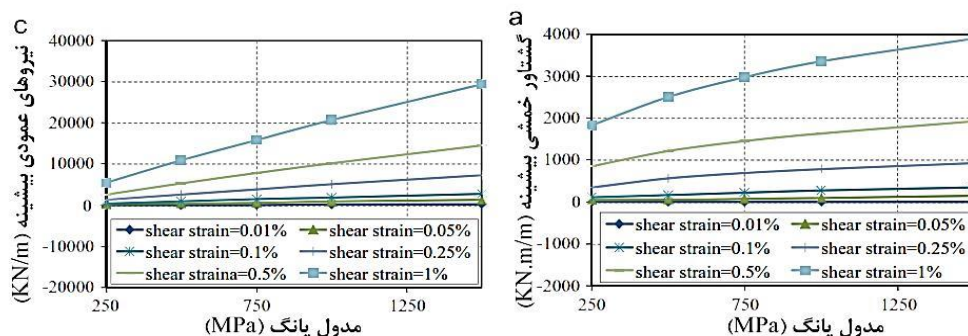 c
نیروهای عمودی بیشینه
(KN/m)
40000
30000
20000
10000
0
-10000
-20000
shear strain=0.01%
shear strain=0.05%
shear strain=0.1%
shear strain=0.25%
shear straina=0.5%
shear strain=1%
250
750
1250
مدول یانگ (MPa)
a
گشتاور خمشی بیشینه
(KN.m/m)
4000
3000
2000
1000
0
-1000
-2000
shear strain=0.01%
shear strain=0.05%
shear strain=0.1%
shear strain=0.25%
shear strain=0.5%
shear strain=1%
250
750
1250
مدول یانگ (MPa)